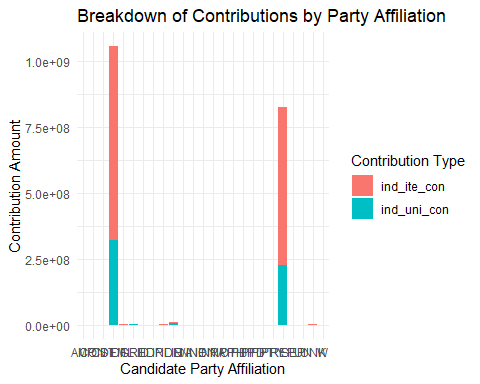 Breakdown of Contributions by Party Affiliation
1.0e+09
7.5e+08
5.0e+08
2.5e+08
0.0e+00
Contribution Amount
Candidate Party Affiliation
Contribution Type
ind_ite_con
ind_uni_con